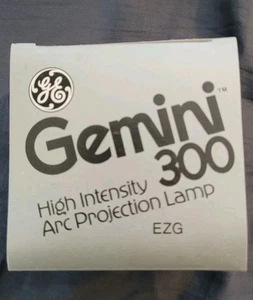 GE
Gemini™
300
High Intensity
Arc Projection Lamp
EZG